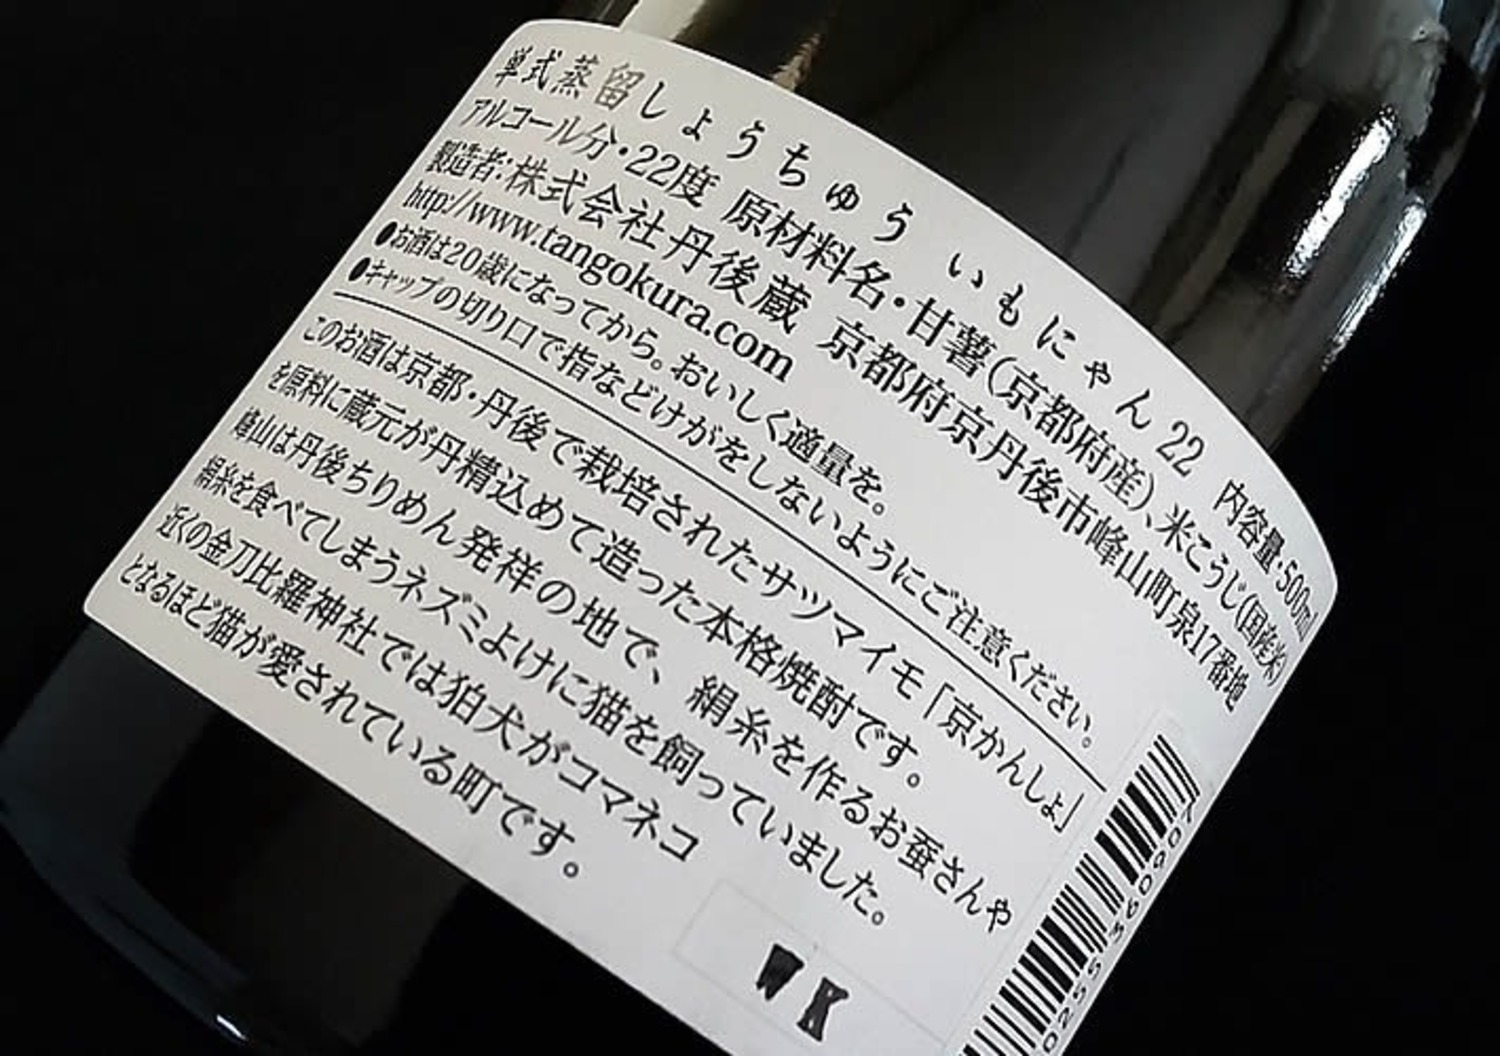 単式蒸留しょうちゅう いもにゃん 22 内容量・500ml
アルコール分・22度 原材料名・甘薯(京都府産)、米こうじ(国産米)
製造者:株式会社丹後蔵 京都府京丹後市峰山町泉17番地
http://www.tangokura.com
●お酒は20歳になってから。おいしく適量を。
●キャップの切り口で指などけがをしないようにご注意ください。
このお酒は京都・丹後で栽培されたサツマイモ「京かんしょ」
を原料に蔵元が丹精込めて造った本格焼酎です。
峰山は丹後ちりめん発祥の地で、絹糸を作るお蚕さんや
絹糸を食べてしまうネズミよけに猫を飼っていました。
近くの金刀比羅神社では狛犬がコマネコ
となるほど猫が愛されている町です。
W K